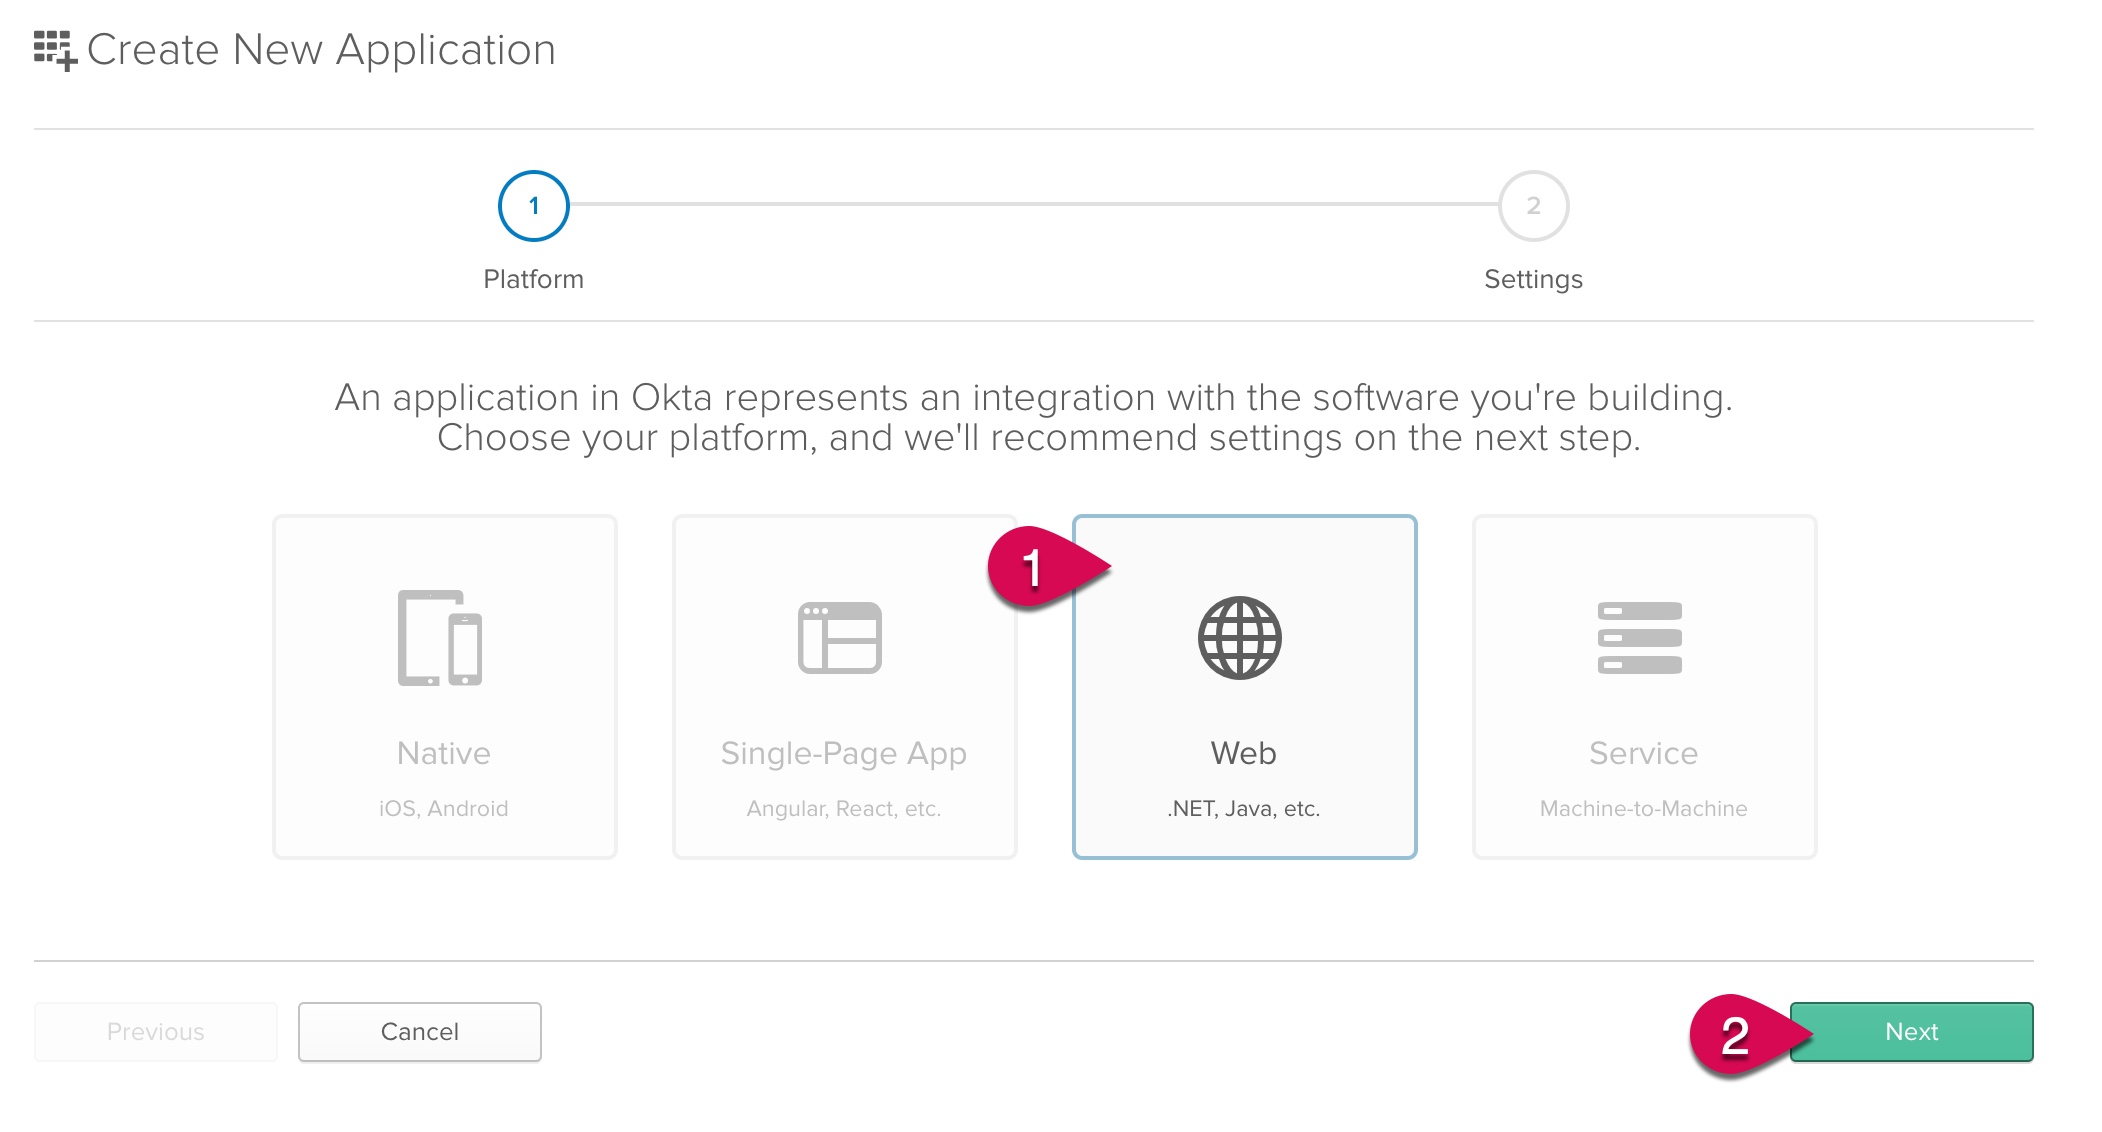 Create New Application
1
2
Platform
Settings
An application in Okta represents an integration with the software you're building.
Choose your platform, and we'll recommend settings on the next step.
1
Native
Single-Page App
Web
Service
iOS, Android
Angular, React, etc.
.NET, Java, etc.
Machine-to-Machine
Previous
Cancel
2
Next